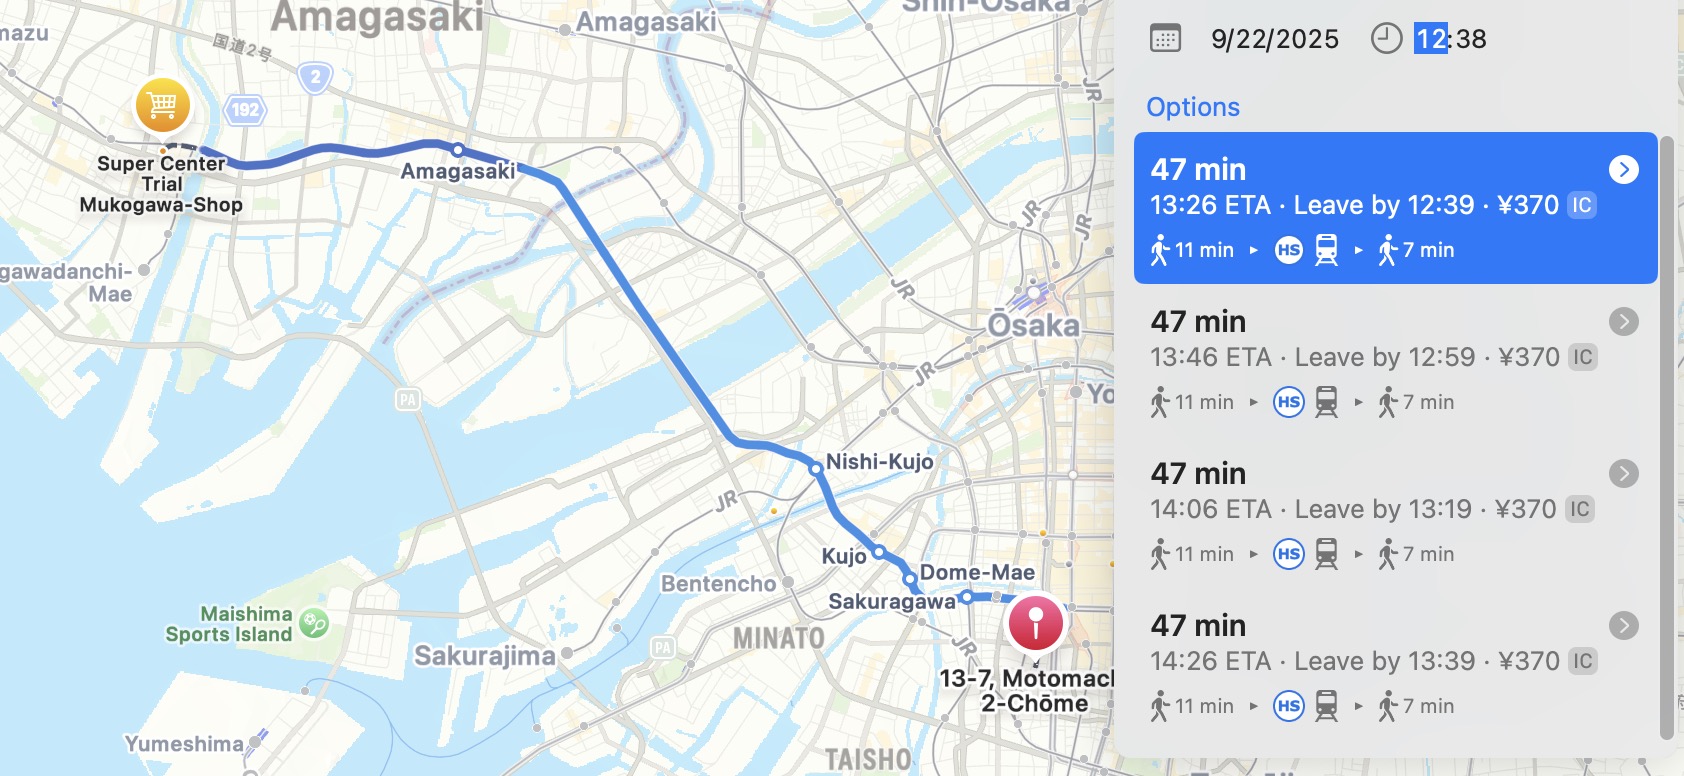 Amagasaki
Amagasaki
Shin-Ōsaka
mazu
国道2号
2
192
Super Center
Trial
Mukogawa-Shop
Amagasaki
JR
JR
JR
JR
gawadanchi-
Mae
Ōsaka
JR
PA
Yo
Nishi-Kujo
JR
Kujo
Dome-Mae
Bentencho
Sakuragawa
Maishima
Sports Island
MINATO
PA
JR
Sakurajima
13-7, Motomach
2-Chōme
Yumeshima
TAISHO
9/22/2025
12:38
Options
47 min
13:26 ETA · Leave by 12:39 · ¥370 IC
11 min ▸ HS ▸ 7 min
47 min
13:46 ETA · Leave by 12:59 · ¥370 IC
11 min ▸ HS ▸ 7 min
47 min
14:06 ETA · Leave by 13:19 · ¥370 IC
11 min ▸ HS ▸ 7 min
47 min
14:26 ETA · Leave by 13:39 · ¥370 IC
11 min ▸ HS ▸ 7 min